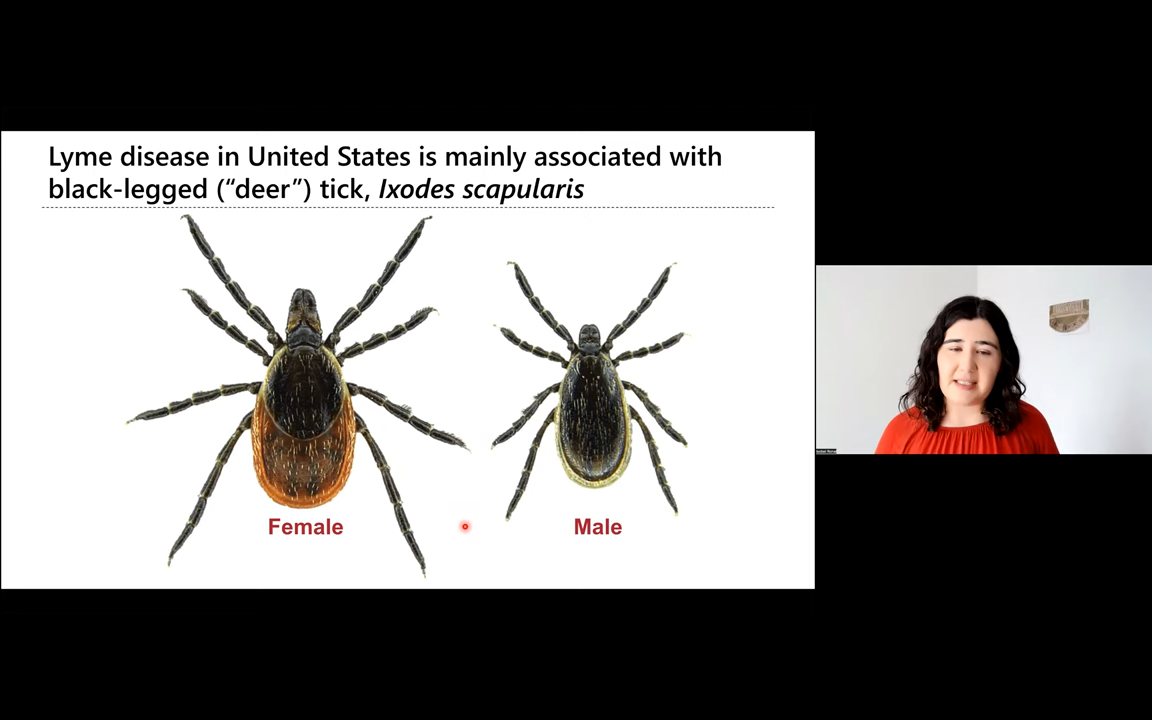 Lyme disease in United States is mainly associated with
black-legged (“deer”) tick, Ixodes scapularis
Female
Male